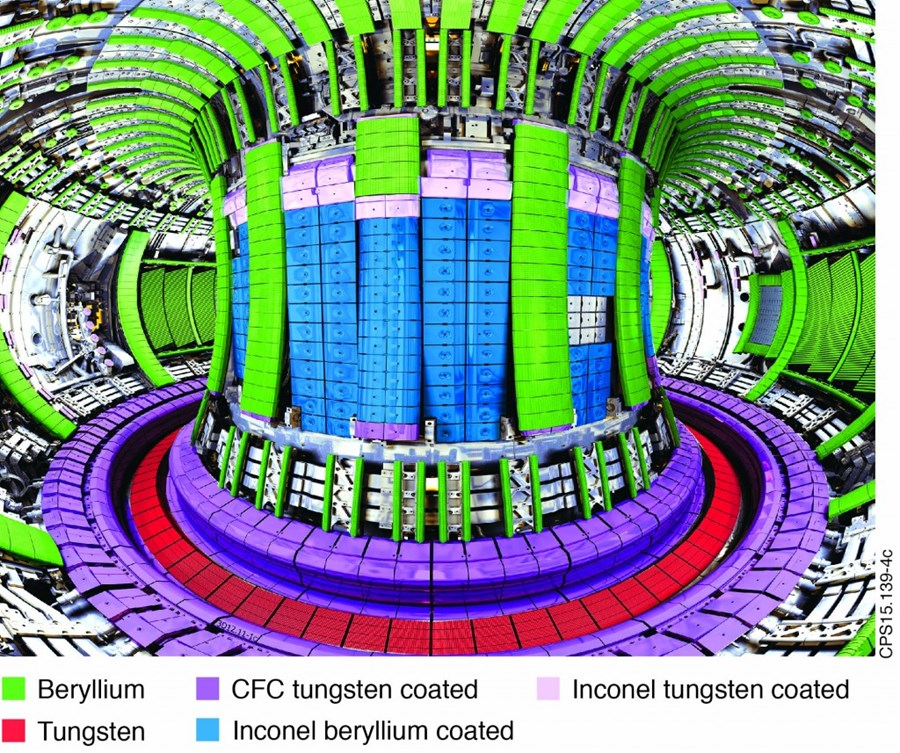 CPS15.139-4c
Beryllium
CFC tungsten coated
Inconel tungsten coated
Tungsten
Inconel beryllium coated